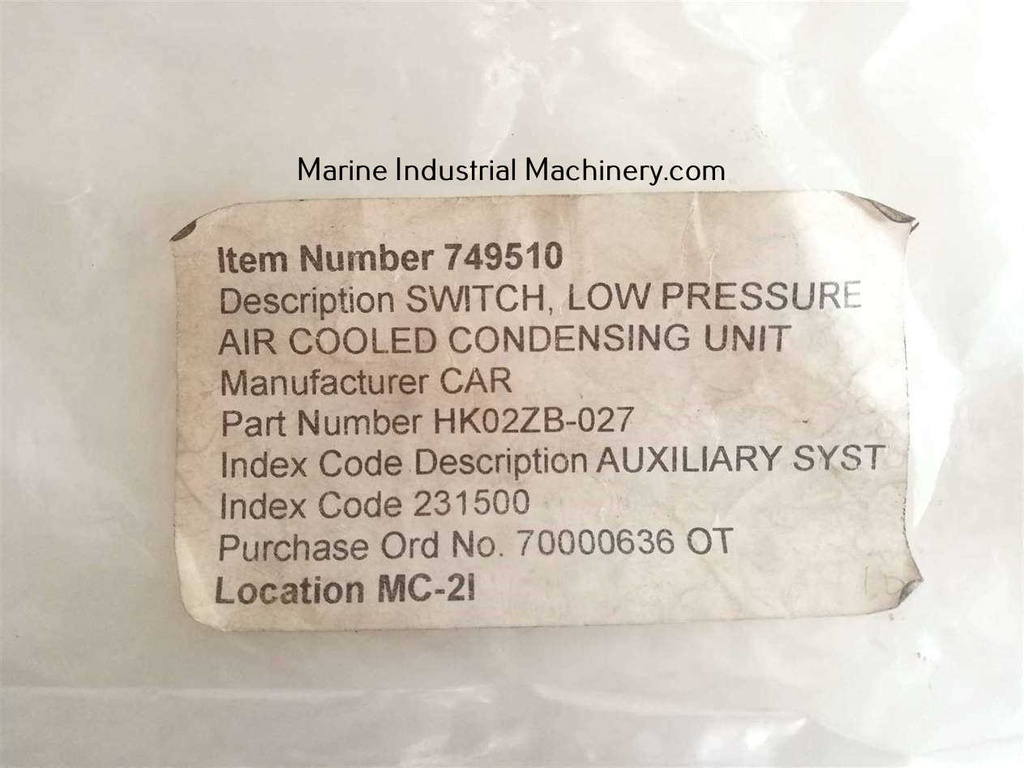 Marine Industrial Machinery.com
Item Number 749510
Description SWITCH, LOW PRESSURE
AIR COOLED CONDENSING UNIT
Manufacturer CAR
Part Number HK02ZB-027
Index Code Description AUXILIARY SYST
Index Code 231500
Purchase Ord No. 70000636 OT
Location MC-2I